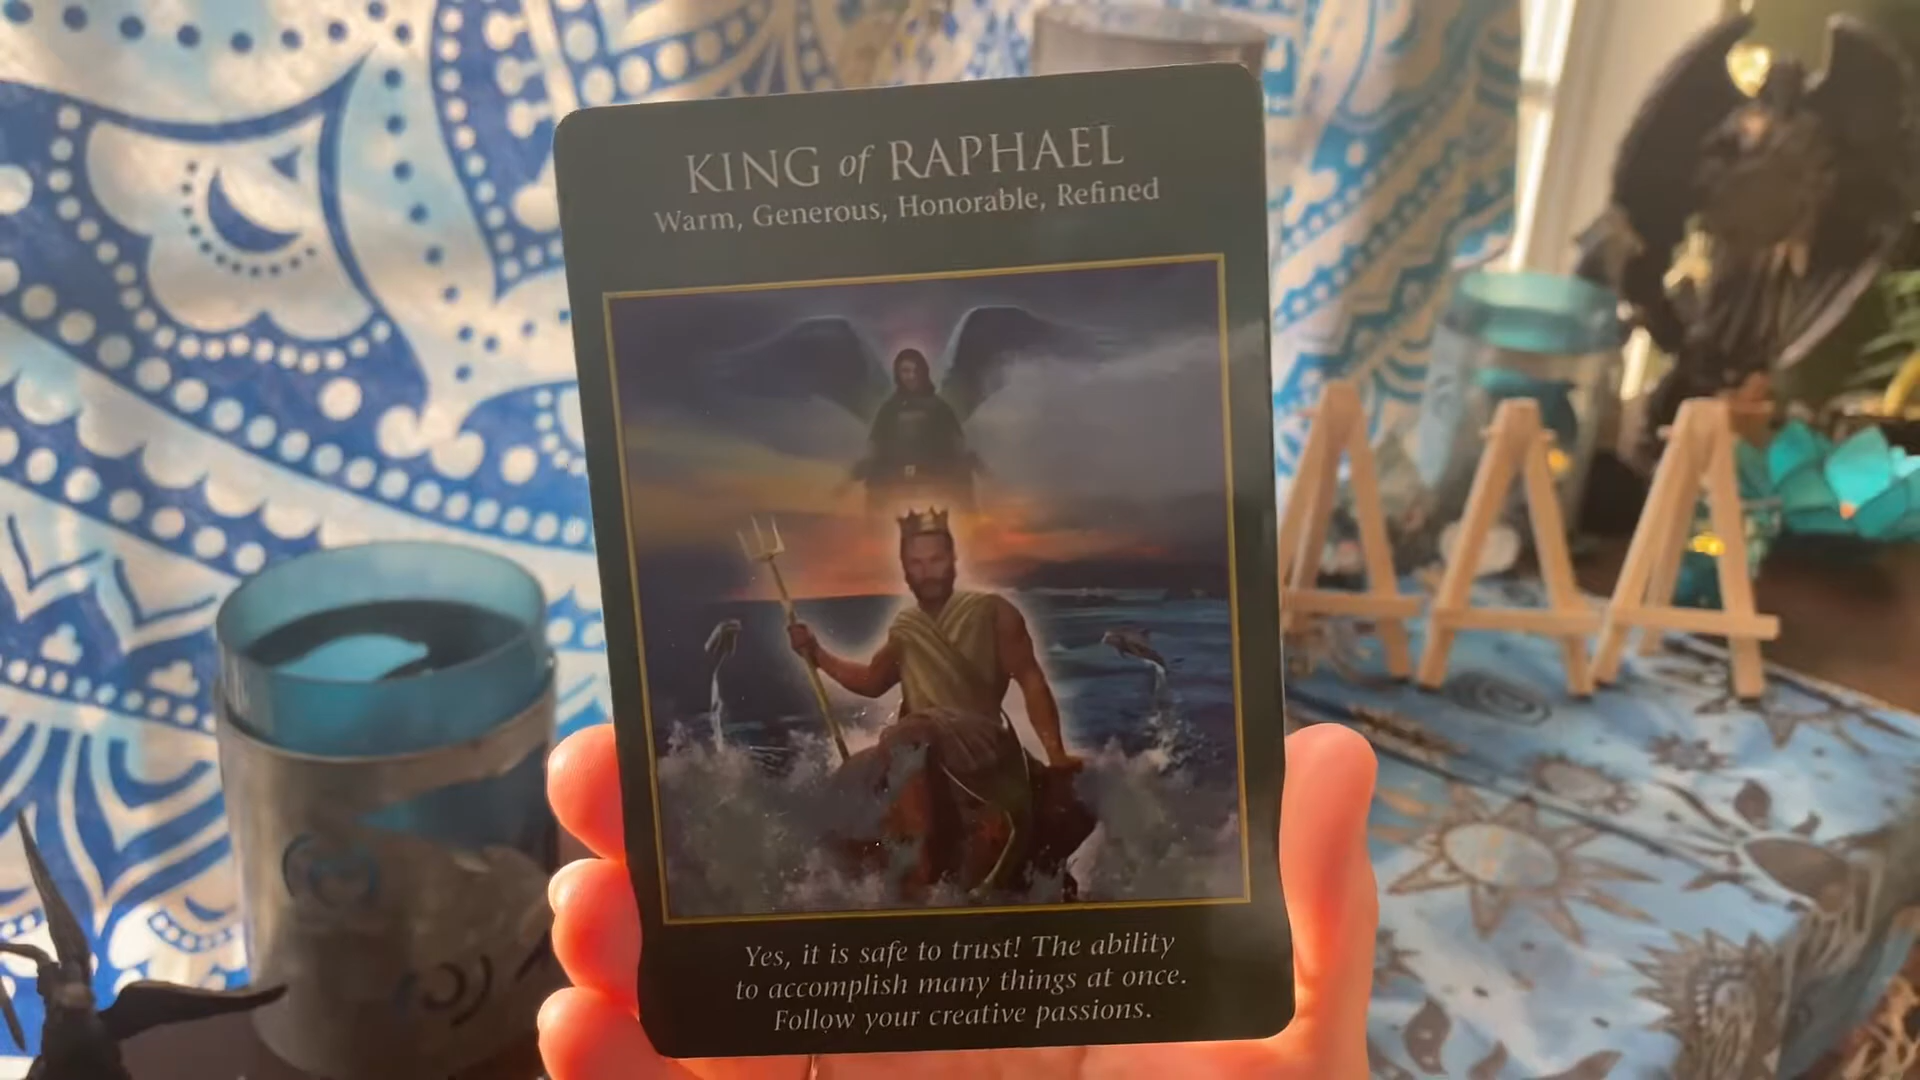 KING of RAPHAEL
Warm, Generous, Honorable, Refined
Yes, it is safe to trust! The ability
to accomplish many things at once.
Follow your creative passions.